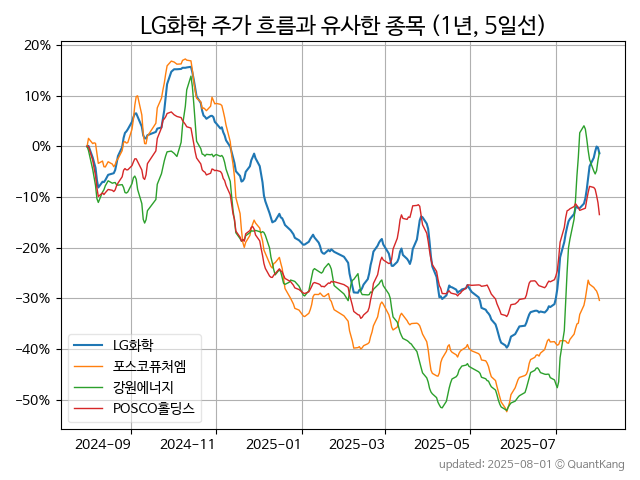 LG화학 주가 흐름과 유사한 종목 (1년, 5일선)
20%
10%
0%
-10%
-20%
-30%
-40%
-50%
LG화학
포스코퓨처엠
강원에너지
POSCO홀딩스
2024-09
2024-11
2025-01
2025-03
2025-05
2025-07
updated: 2025-08-01 © QuantKang